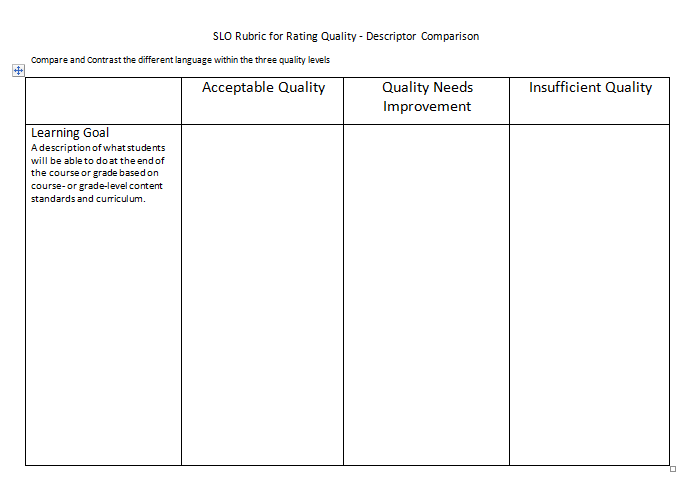 SLO Rubric for Rating Quality - Descriptor Comparison
Compare and Contrast the different language within the three quality levels
Acceptable Quality
Quality Needs
Improvement
Insufficient Quality
Learning Goal
A description of what students
will be able to do at the end of
the course or grade based on
course- or grade-level content
standards and curriculum.